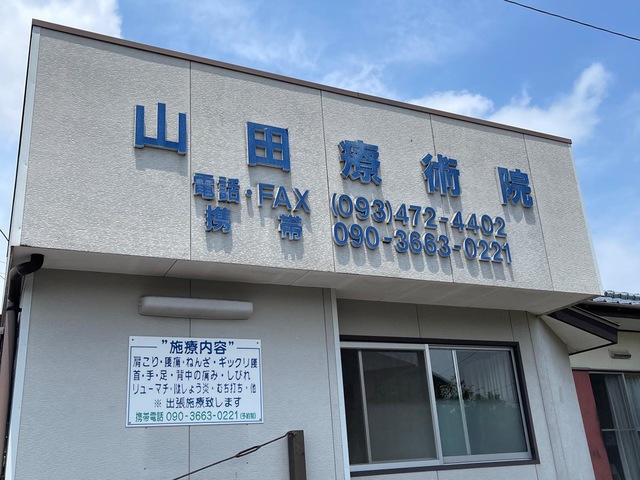 山田療術院
電話・FAX (093)472-4402
携帯 090-3663-0221
"施療内容"
肩こり・腰痛・ねんざ・ギックリ腰
首・手・足・背中の痛み・しびれ
リューマチ・けんしょう炎・むち打ち・他
※ 出張施療致します
携帯電話 090-3663-0221(予約制)